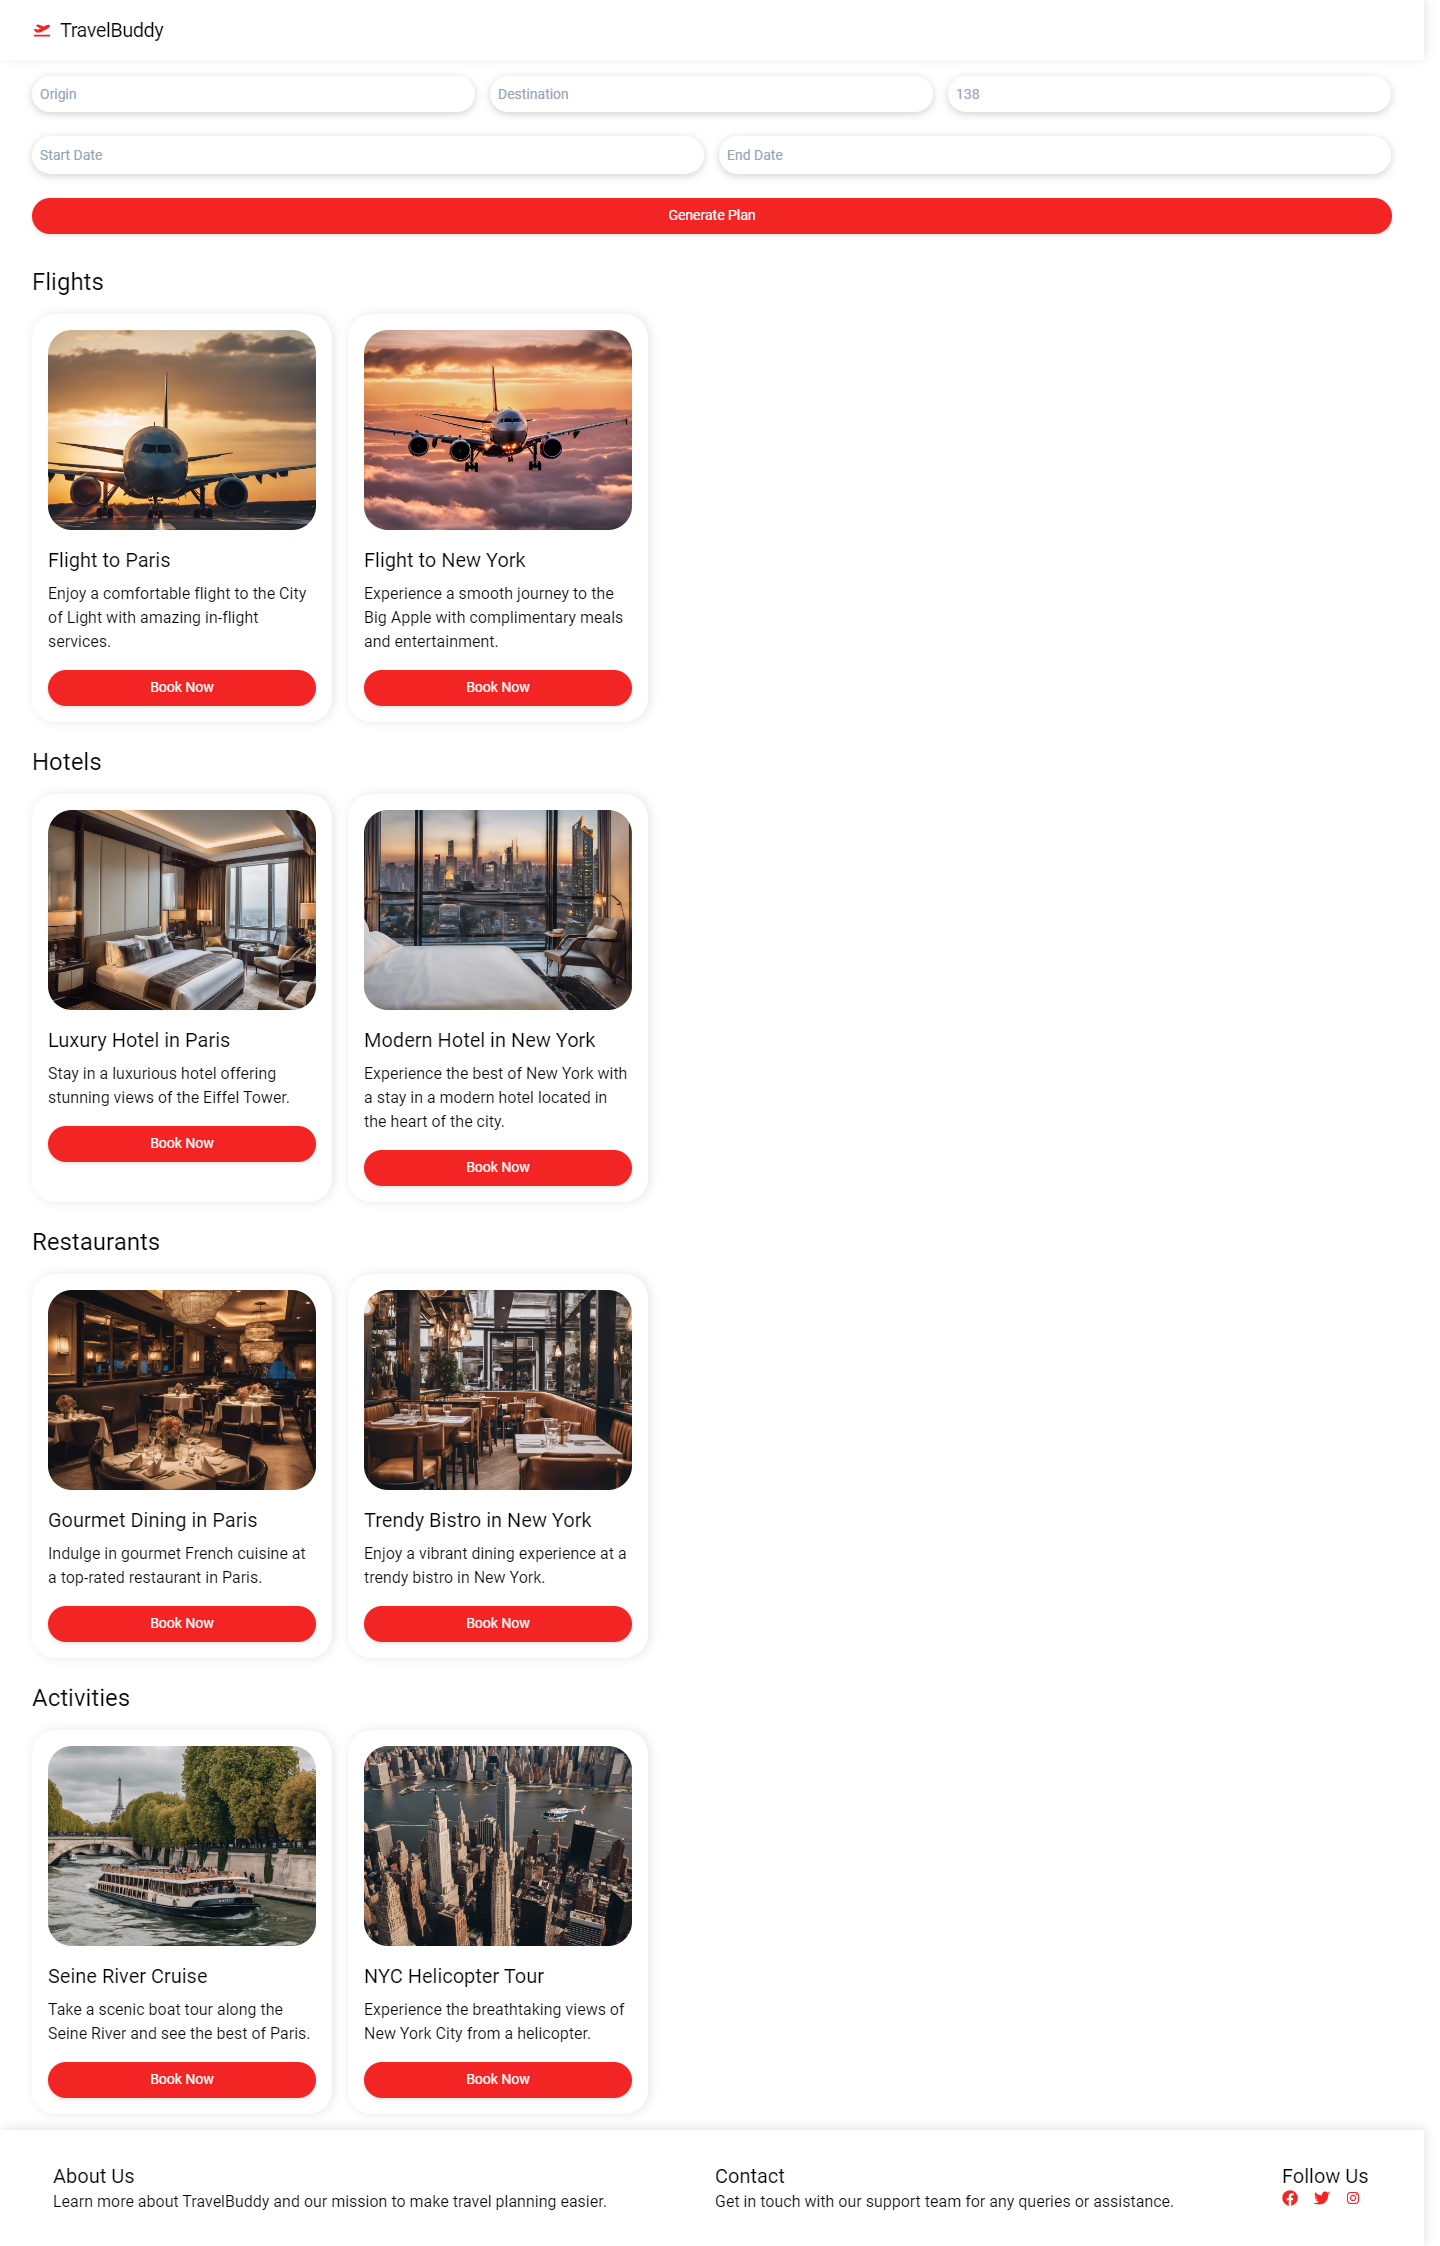 TravelBuddy
Origin
Destination
138
Start Date
End Date
Generate Plan
Flights
Flight to Paris
Enjoy a comfortable flight to the City
of Light with amazing in-flight
services.
Book Now
Flight to New York
Experience a smooth journey to the
Big Apple with complimentary meals
and entertainment.
Book Now
Hotels
Luxury Hotel in Paris
Stay in a luxurious hotel offering
stunning views of the Eiffel Tower.
Book Now
Modern Hotel in New York
Experience the best of New York with
a stay in a modern hotel located in
the heart of the city.
Book Now
Restaurants
Gourmet Dining in Paris
Indulge in gourmet French cuisine at
a top-rated restaurant in Paris.
Book Now
Trendy Bistro in New York
Enjoy a vibrant dining experience at a
trendy bistro in New York.
Book Now
Activities
Seine River Cruise
Take a scenic boat tour along the
Seine River and see the best of Paris.
Book Now
NYC Helicopter Tour
Experience the breathtaking views of
New York City from a helicopter.
Book Now
About Us
Learn more about TravelBuddy and our mission to make travel planning easier.
Contact
Get in touch with our support team for any queries or assistance.
Follow Us